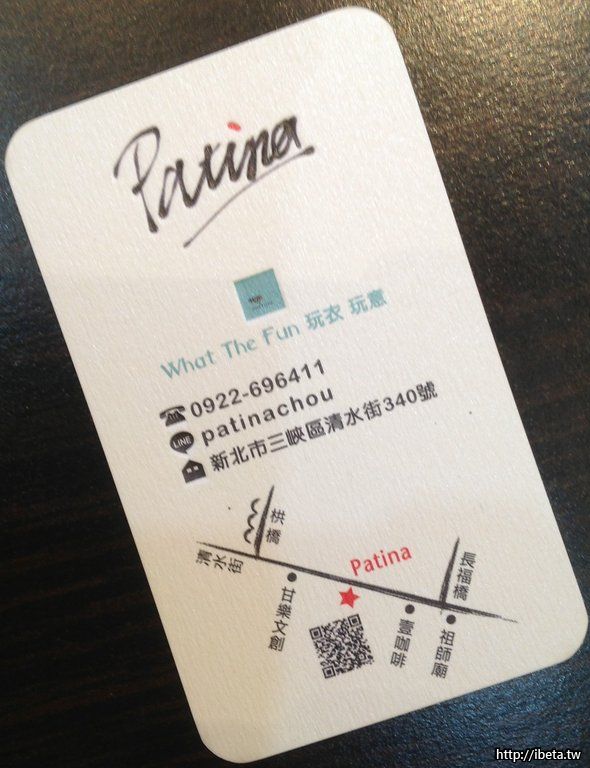 Patina
What The Fun 玩衣 玩意
0922-696411
LINE patinachou
新北市三峽區清水街340號
拱橋
清水街
Patina
長福橋
甘樂文創
壹咖啡
祖師廟
http://ibeta.tw